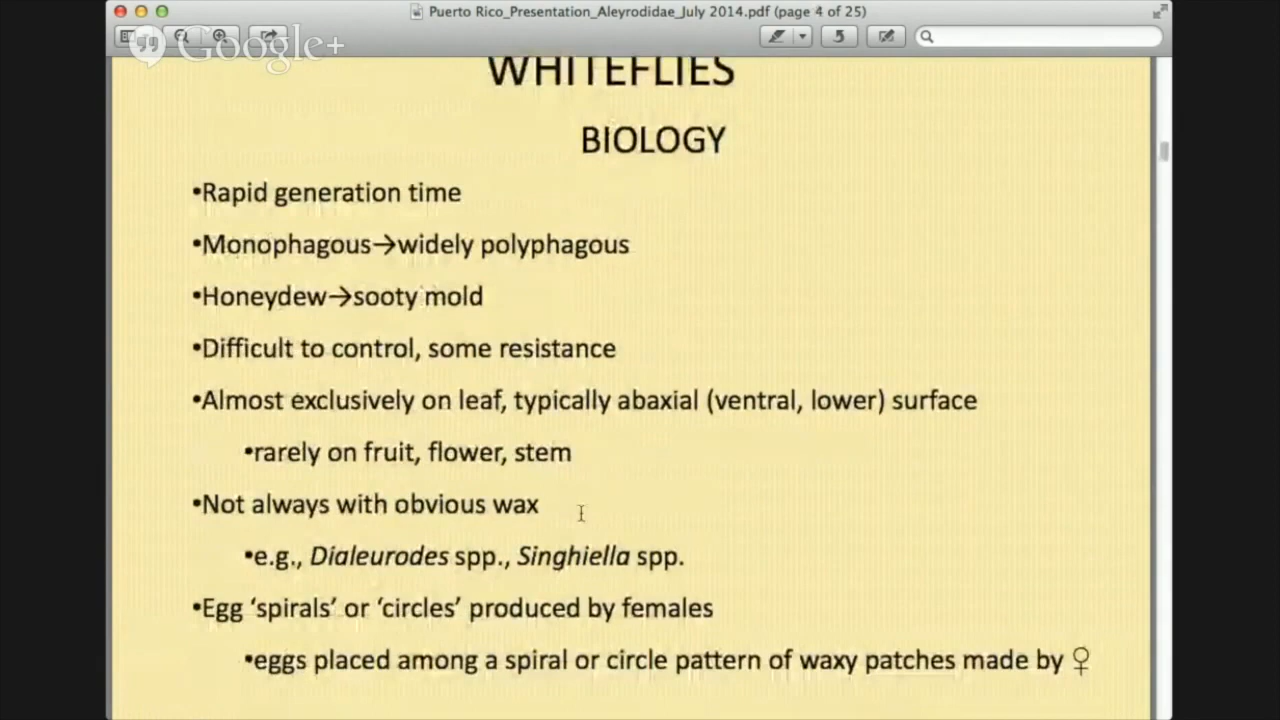 Puerto Rico_Presentation_Aleyrodidae_July 2014.pdf (page 4 of 25)
Google+
WHITEFLIES
BIOLOGY
•Rapid generation time
•Monophagous→widely polyphagous
•Honeydew→sooty mold
•Difficult to control, some resistance
•Almost exclusively on leaf, typically abaxial (ventral, lower) surface
•rarely on fruit, flower, stem
•Not always with obvious wax
•e.g., Dialeurodes spp., Singhiella spp.
•Egg ‘spirals’ or ‘circles’ produced by females
•eggs placed among a spiral or circle pattern of waxy patches made by ♀